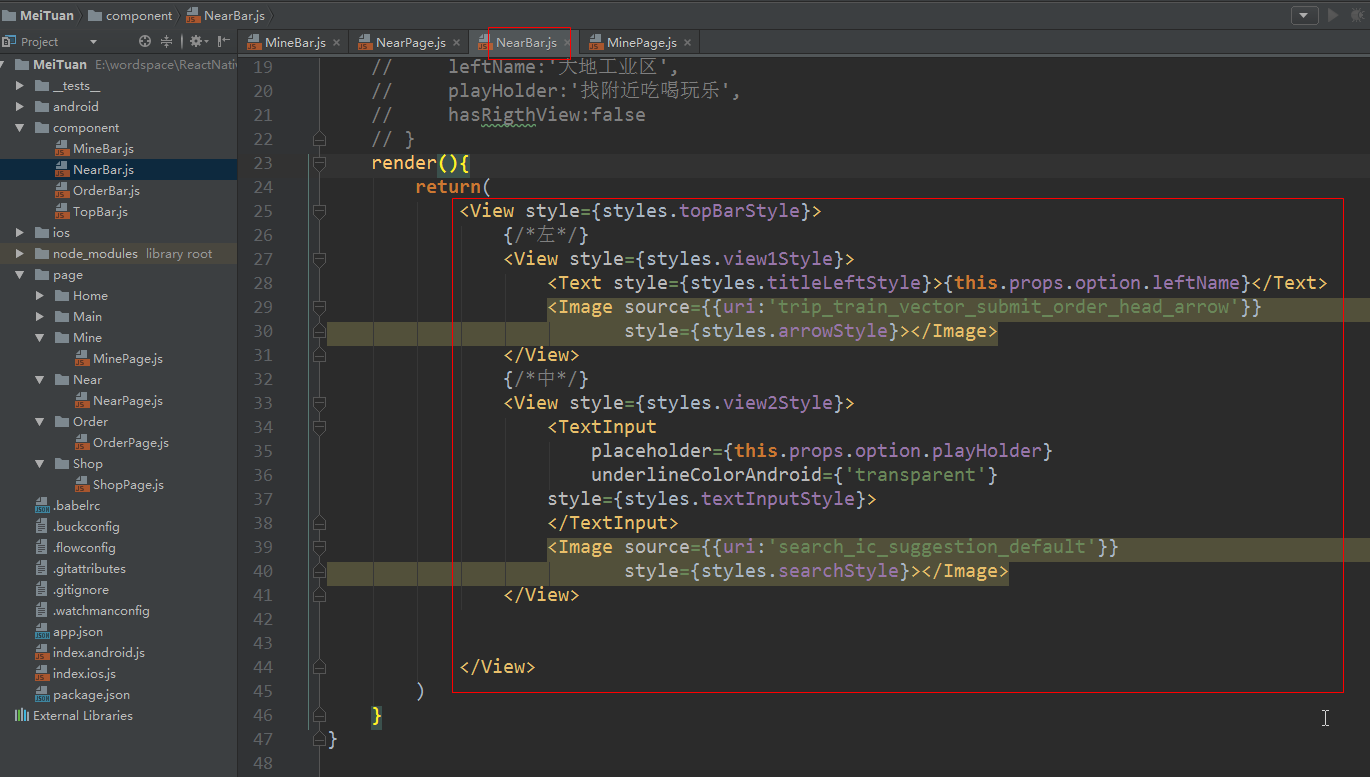 MeiTuan component NearBar.js
Project
MineBar.js NearPage.js NearBar.js MinePage.js
MeiTuan E:\wordspace\ReactNativ
__tests__
android
component
MineBar.js
NearBar.js
OrderBar.js
TopBar.js
ios
node_modules library root
page
Home
Main
Mine
MinePage.js
Near
NearPage.js
Order
OrderPage.js
Shop
ShopPage.js
.babelrc
.buckconfig
.flowconfig
.gitattributes
.gitignore
.watchmanconfig
app.json
index.android.js
index.ios.js
package.json
External Libraries
19 // leftName:'大地工业区',
20 // playHolder:'找附近吃喝玩乐',
21 // hasRigthView:false
22 // }
23 render(){
24 return(
25 <View style={styles.topBarStyle}>
26 {/*左*/}
27 <View style={styles.view1Style}>
28 <Text style={styles.titleLeftStyle}>{this.props.option.leftName}</Text>
29 <Image source={{uri:'trip_train_vector_submit_order_head_arrow'}}
30 style={styles.arrowStyle}></Image>
31 </View>
32 {/*中*/}
33 <View style={styles.view2Style}>
34 <TextInput
35 placeholder={this.props.option.playHolder}
36 underlineColorAndroid={'transparent'}
37 style={styles.textInputStyle}>
38 </TextInput>
39 <Image source={{uri:'search_ic_suggestion_default'}}
40 style={styles.searchStyle}></Image>
41 </View>
42
43
44 </View>
45 )
46 }
47 }
48